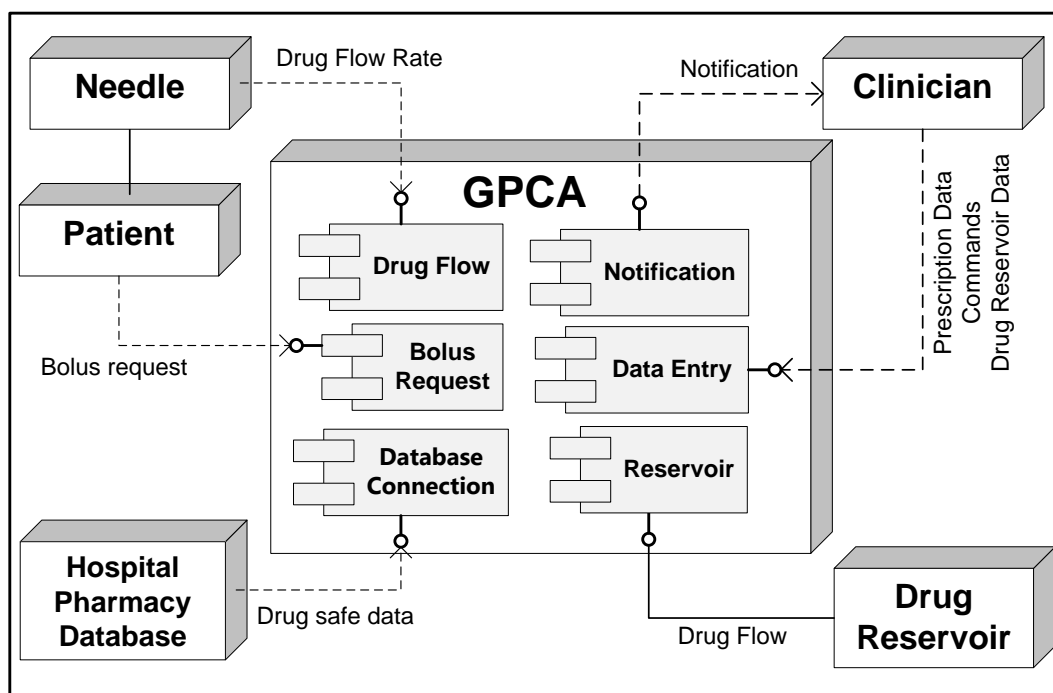 Needle
Drug Flow Rate
Notification
Clinician
Patient
GPCA
Drug Flow
Notification
Prescription Data
Commands
Drug Reservoir Data
Bolus request
Bolus
Request
Data Entry
Database
Connection
Reservoir
Hospital
Pharmacy
Database
Drug safe data
Drug Flow
Drug
Reservoir